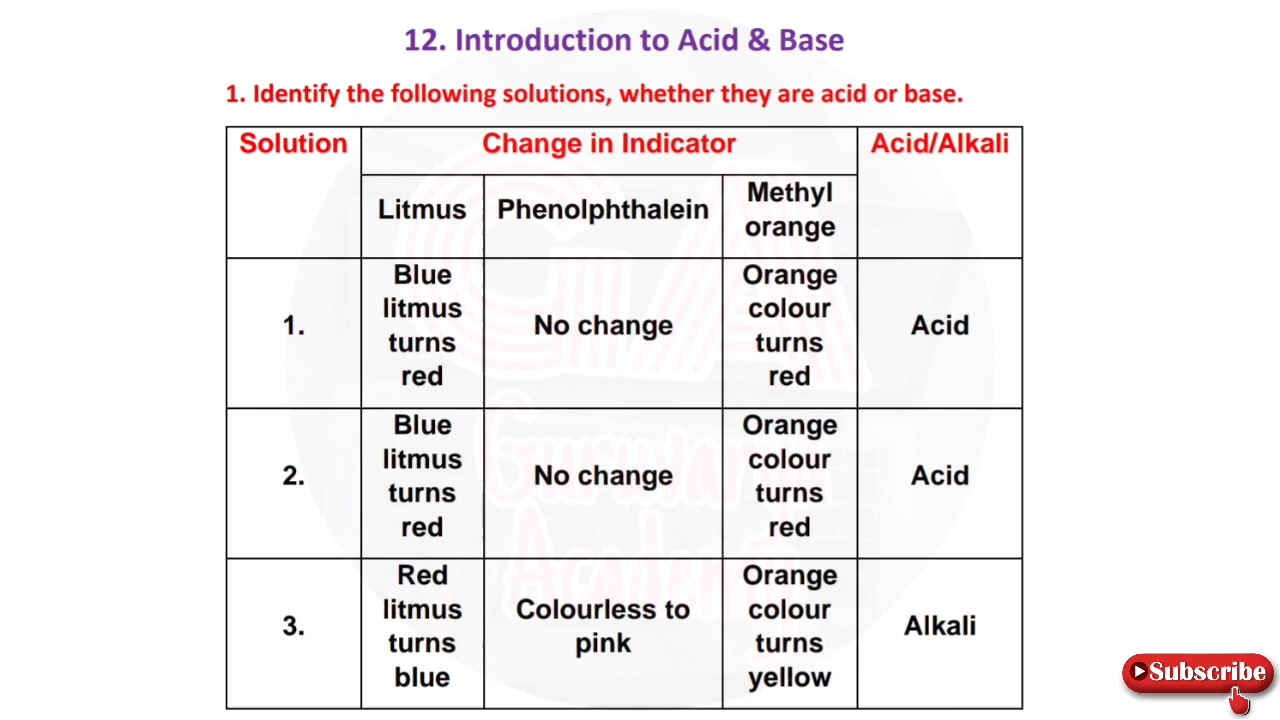 12. Introduction to Acid & Base
1. Identify the following solutions, whether they are acid or base.
Solution
Change in Indicator
Acid/Alkali
Litmus
Phenolphthalein
Methyl
orange
1.
Blue
litmus
turns
red
No change
Orange
colour
turns
red
Acid
2.
Blue
litmus
turns
red
No change
Orange
colour
turns
red
Acid
3.
Red
litmus
turns
blue
Colourless to
pink
Orange
colour
turns
yellow
Alkali
GA
Guruwarya
Academy
Subscribe